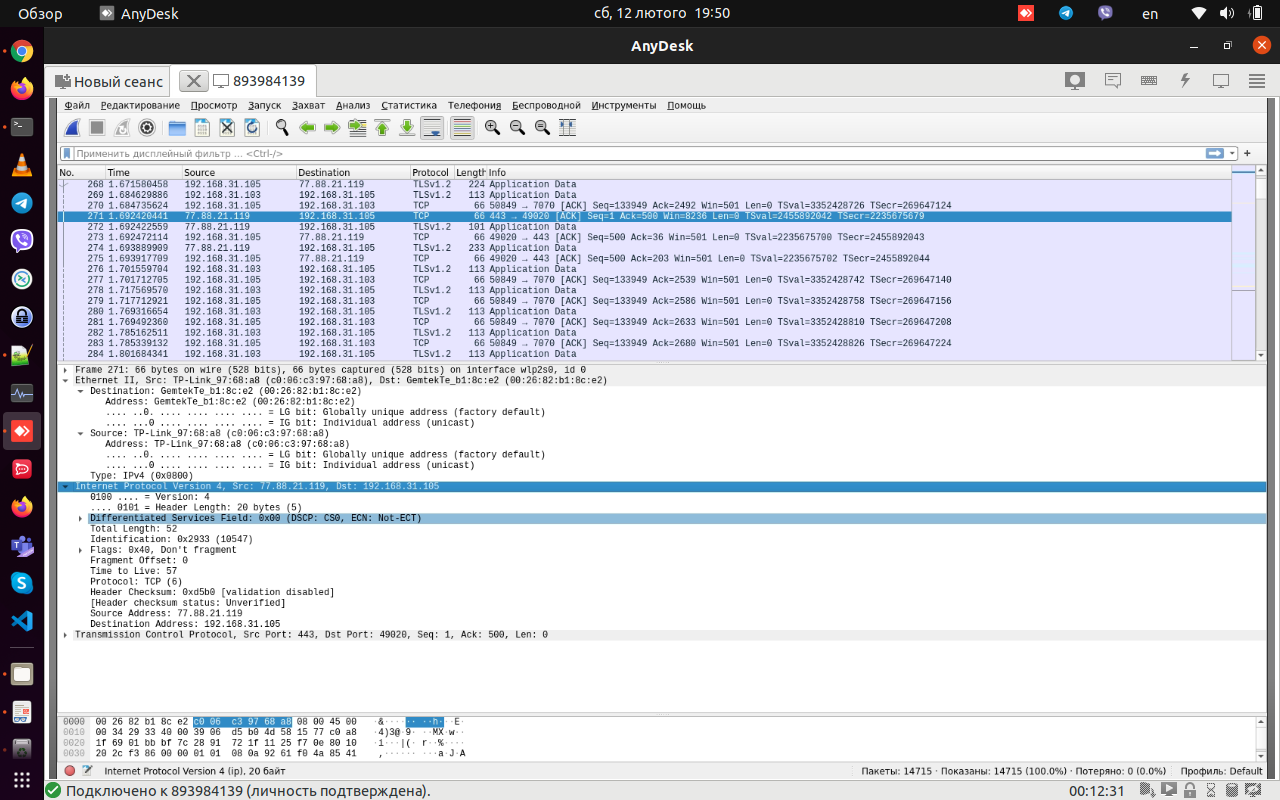 Обзор AnyDesk сб, 12 лютого 19:50 en
AnyDesk
Новый сеанс 893984139
Файл Редактирование Просмотр Запуск Захват Анализ Статистика Телефония Беспроводной Инструменты Помощь
Применить дисплейный фильтр ... <Ctrl-/>
No. Time Source Destination Protocol Length Info
268 1.671580458 192.168.31.105 77.88.21.119 TLSv1.2 224 Application Data
269 1.684629886 192.168.31.103 192.168.31.105 TLSv1.2 113 Application Data
270 1.684735624 192.168.31.105 192.168.31.103 TCP 66 50849 → 7070 [ACK] Seq=133949 Ack=2492 Win=501 Len=0 TSval=3352428726 TSecr=269647124
271 1.692420441 77.88.21.119 192.168.31.105 TCP 66 443 → 49020 [ACK] Seq=1 Ack=500 Win=8236 Len=0 TSval=2455892042 TSecr=2235675679
272 1.692422559 77.88.21.119 192.168.31.105 TLSv1.2 101 Application Data
273 1.692472114 192.168.31.105 77.88.21.119 TCP 66 49020 → 443 [ACK] Seq=500 Ack=36 Win=501 Len=0 TSval=2235675700 TSecr=2455892043
274 1.693889909 77.88.21.119 192.168.31.105 TLSv1.2 233 Application Data
275 1.693917709 192.168.31.105 77.88.21.119 TCP 66 49020 → 443 [ACK] Seq=500 Ack=203 Win=501 Len=0 TSval=2235675702 TSecr=2455892044
276 1.701559704 192.168.31.103 192.168.31.105 TLSv1.2 113 Application Data
277 1.701712705 192.168.31.105 192.168.31.103 TCP 66 50849 → 7070 [ACK] Seq=133949 Ack=2539 Win=501 Len=0 TSval=3352428742 TSecr=269647140
278 1.717569570 192.168.31.103 192.168.31.105 TLSv1.2 113 Application Data
279 1.717712921 192.168.31.105 192.168.31.103 TCP 66 50849 → 7070 [ACK] Seq=133949 Ack=2586 Win=501 Len=0 TSval=3352428758 TSecr=269647156
280 1.769316654 192.168.31.103 192.168.31.105 TLSv1.2 113 Application Data
281 1.769492360 192.168.31.105 192.168.31.103 TCP 66 50849 → 7070 [ACK] Seq=133949 Ack=2633 Win=501 Len=0 TSval=3352428810 TSecr=269647208
282 1.785162511 192.168.31.103 192.168.31.105 TLSv1.2 113 Application Data
283 1.785339132 192.168.31.105 192.168.31.103 TCP 66 50849 → 7070 [ACK] Seq=133949 Ack=2680 Win=501 Len=0 TSval=3352428826 TSecr=269647224
284 1.801684341 192.168.31.103 192.168.31.105 TLSv1.2 113 Application Data
Frame 271: 66 bytes on wire (528 bits), 66 bytes captured (528 bits) on interface wlp2s0, id 0
Ethernet II, Src: TP-Link_97:68:a8 (c0:06:c3:97:68:a8), Dst: GemtekTe_b1:8c:e2 (00:26:82:b1:8c:e2)
Destination: GemtekTe_b1:8c:e2 (00:26:82:b1:8c:e2)
Address: GemtekTe_b1:8c:e2 (00:26:82:b1:8c:e2)
.... ..0. .... .... .... .... = LG bit: Globally unique address (factory default)
.... ...0 .... .... .... .... = IG bit: Individual address (unicast)
Source: TP-Link_97:68:a8 (c0:06:c3:97:68:a8)
Address: TP-Link_97:68:a8 (c0:06:c3:97:68:a8)
.... ..0. .... .... .... .... = LG bit: Globally unique address (factory default)
.... ...0 .... .... .... .... = IG bit: Individual address (unicast)
Type: IPv4 (0x0800)
Internet Protocol Version 4, Src: 77.88.21.119, Dst: 192.168.31.105
0100 .... = Version: 4
.... 0101 = Header Length: 20 bytes (5)
Differentiated Services Field: 0x00 (DSCP: CS0, ECN: Not-ECT)
Total Length: 52
Identification: 0x2933 (10547)
Flags: 0x40, Don't fragment
Fragment Offset: 0
Time to Live: 57
Protocol: TCP (6)
Header Checksum: 0xd5b0 [validation disabled]
[Header checksum status: Unverified]
Source Address: 77.88.21.119
Destination Address: 192.168.31.105
Transmission Control Protocol, Src Port: 443, Dst Port: 49020, Seq: 1, Ack: 500, Len: 0
0000 00 26 82 b1 8c e2 c0 06 c3 97 68 a8 08 00 45 00 ·&···· ·· ··h···E·
0010 00 34 29 33 40 00 39 06 d5 b0 4d 58 15 77 c0 a8 ·4)3@·9· ··MX·w··
0020 1f 69 01 bb bf 7c 28 91 72 1f 11 25 f7 0e 80 10 ·i···|(· r··%····
0030 20 2c f3 86 00 00 01 01 08 0a 92 61 f0 4a 85 41 ,······ ···a·J·A
Internet Protocol Version 4 (ip), 20 байт Пакеты: 14715 · Показаны: 14715 (100.0%) · Потеряно: 0 (0.0%) Профиль: Default
Подключено к 893984139 (личность подтверждена). 00:12:31